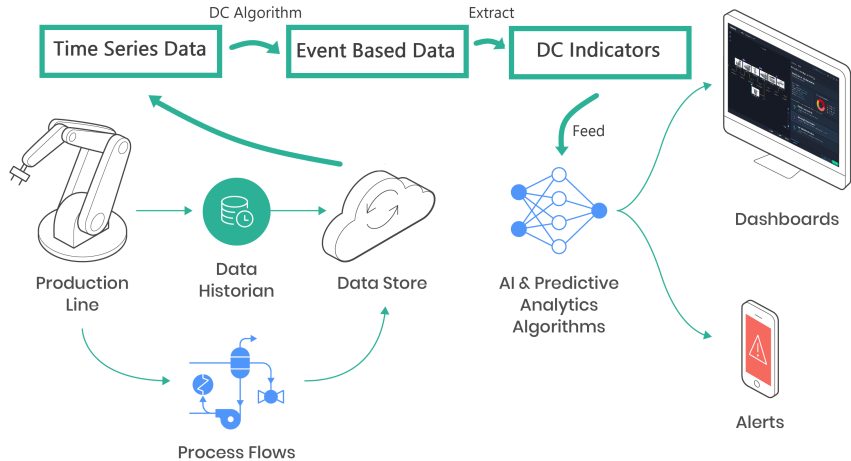 DC Algorithm
Extract
Time Series Data
Event Based Data
DC Indicators
Feed
Dashboards
Production
Line
Data
Historian
Data Store
AI & Predictive
Analytics
Algorithms
Alerts
Process Flows